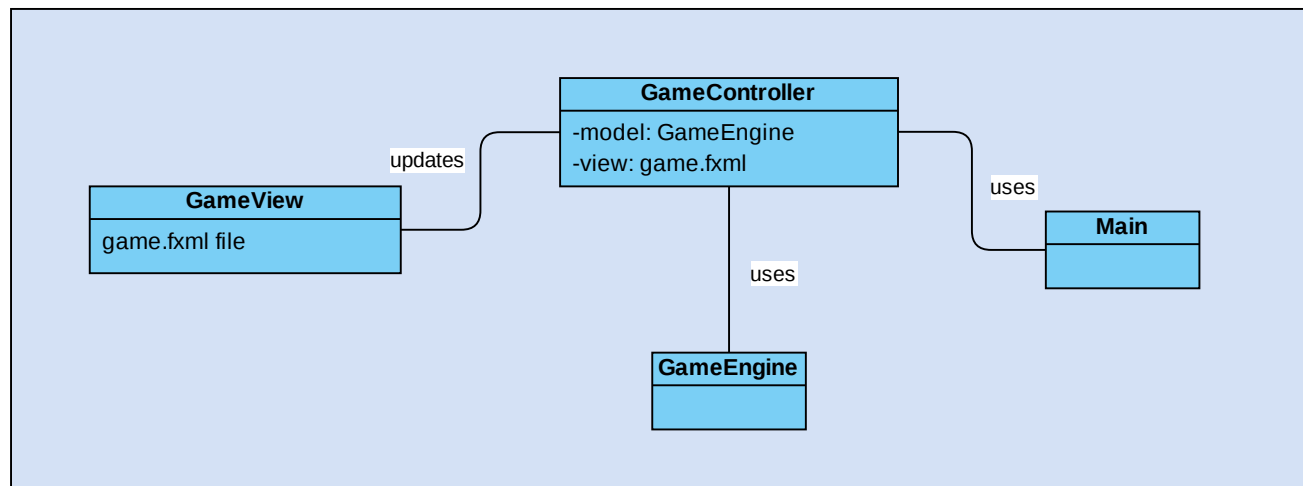 GameController
-model: GameEngine
-view: game.fxml
updates
GameView
game.fxml file
uses
Main
uses
GameEngine